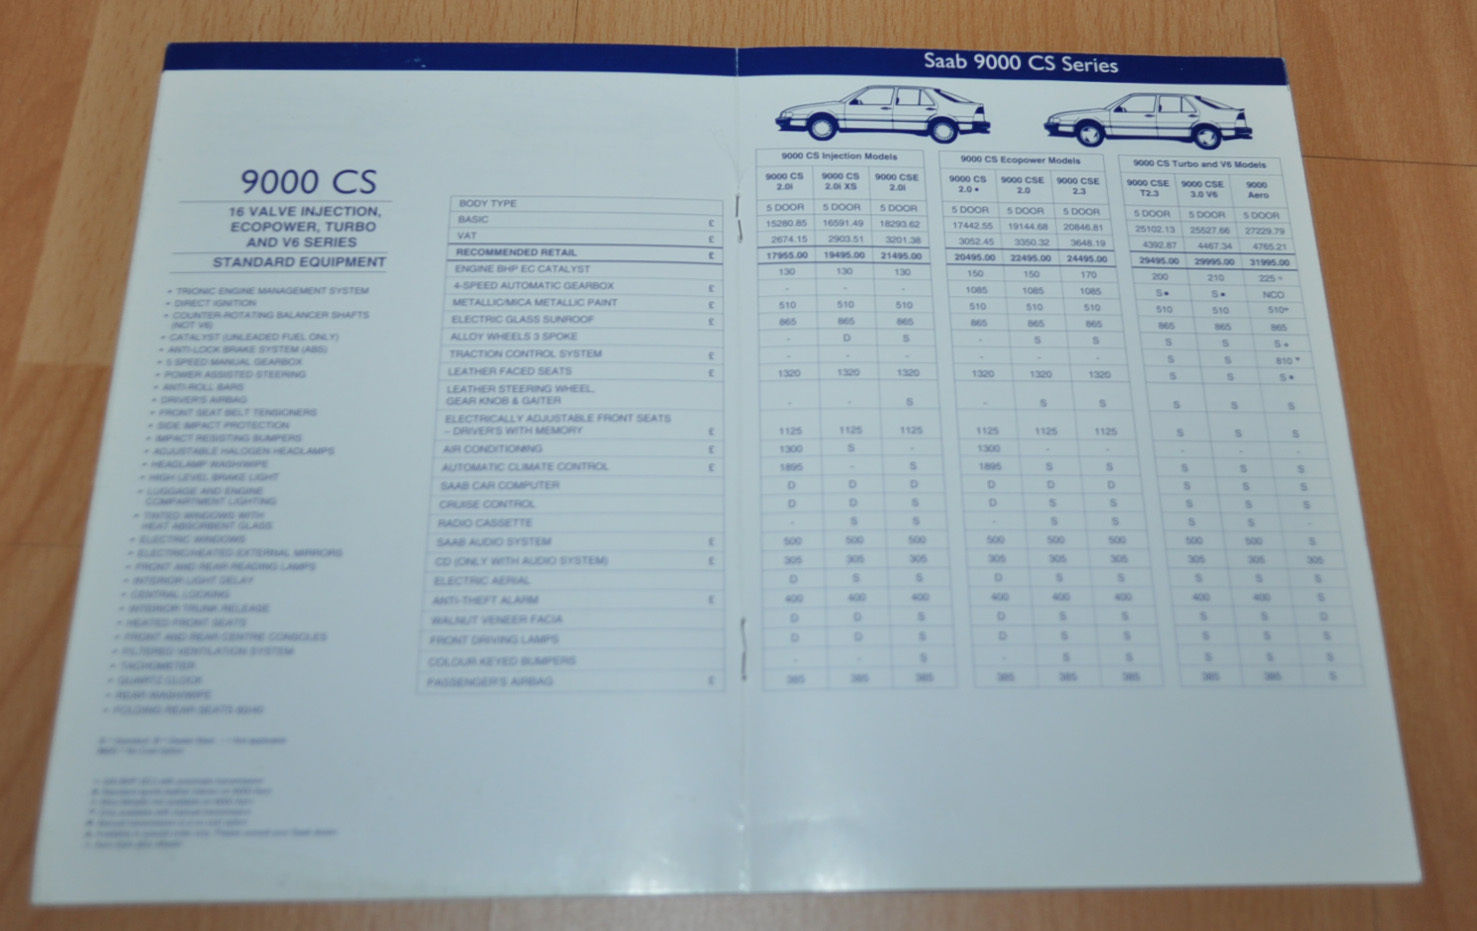 Saab 9000 CS Series
9000 CS
16 VALVE INJECTION,
ECOPOWER, TURBO
AND V6 SERIES
STANDARD EQUIPMENT
• TRIONIC ENGINE MANAGEMENT SYSTEM
• DIRECT IGNITION
• COUNTER-ROTATING BALANCER SHAFTS
(NOT V6)
• CATALYST (UNLEADED FUEL ONLY)
• ANTI-LOCK BRAKE SYSTEM (ABS)
• 5 SPEED MANUAL GEARBOX
• POWER ASSISTED STEERING
• ANTI-ROLL BARS
• DRIVER'S AIRBAG
• FRONT SEAT BELT TENSIONERS
• SIDE IMPACT PROTECTION
• IMPACT RESISTING BUMPERS
• ADJUSTABLE HALOGEN HEADLAMPS
• HEADLAMP WASH/WIPE
• HIGH LEVEL BRAKE LIGHT
• LUGGAGE AND ENGINE
COMPARTMENT LIGHTING
• TINTED WINDOWS WITH
HEAT ABSORBENT GLASS
• ELECTRIC WINDOWS
• ELECTRIC/HEATED EXTERNAL MIRRORS
• FRONT AND REAR READING LAMPS
• INTERIOR LIGHT DELAY
• CENTRAL LOCKING
• INTERIOR TRUNK RELEASE
• HEATED FRONT SEATS
• FRONT AND REAR CENTRE CONSOLES
• FILTERED VENTILATION SYSTEM
• TACHOMETER
• QUARTZ CLOCK
• REAR WASH/WIPE
• FOLDING REAR SEATS
9000 CS Injection Models 9000 CS Ecopower Models 9000 CS Turbo and V6 Models
9000 CS 9000 CS 9000 CSE 9000 CS 9000 CSE 9000 CSE 9000 CSE 9000 CSE 9000
2.0i 2.0i XS 2.0i 2.0 • 2.0 2.3 T2.3 3.0 V6 Aero
BODY TYPE 5 DOOR 5 DOOR 5 DOOR 5 DOOR 5 DOOR 5 DOOR 5 DOOR 5 DOOR 5 DOOR
BASIC £ 15280.85 16591.49 18293.62 17442.55 19144.68 20846.81 25102.13 25527.66 27229.79
VAT £ 2674.15 2903.51 3201.38 3052.45 3350.32 3648.19 4392.87 4467.34 4765.21
RECOMMENDED RETAIL £ 17955.00 19495.00 21495.00 20495.00 22495.00 24495.00 29495.00 29995.00 31995.00
ENGINE BHP EC CATALYST 130 130 130 150 150 170 200 210 225
4-SPEED AUTOMATIC GEARBOX £ - - - 1085 1085 1085 S• S• NCO
METALLIC/MICA METALLIC PAINT £ 510 510 510 510 510 510 510 510 510
ELECTRIC GLASS SUNROOF £ 865 865 865 865 865 865 865 865 865
ALLOY WHEELS 3 SPOKE - D S - S S S S S
TRACTION CONTROL SYSTEM £ - - - - - - S S 810
LEATHER FACED SEATS £ 1320 1320 1320 1320 1320 1320 S S S
LEATHER STEERING WHEEL,
GEAR KNOB & GAITER - - S - S S S S S
ELECTRICALLY ADJUSTABLE FRONT SEATS
– DRIVER'S WITH MEMORY £ 1125 1125 1125 1125 1125 1125 S S S
AIR CONDITIONING £ 1300 S - 1300 - - - - -
AUTOMATIC CLIMATE CONTROL £ 1895 - S 1895 S S S S S
SAAB CAR COMPUTER D D D D D D S S S
CRUISE CONTROL D D S D S S S S S
RADIO CASSETTE - S S - S S S S -
SAAB AUDIO SYSTEM £ 500 500 500 500 500 500 500 500 S
CD (ONLY WITH AUDIO SYSTEM) £ 305 305 305 305 305 305 305 305 305
ELECTRIC AERIAL D S S D S S S S S
ANTI-THEFT ALARM £ 400 400 400 400 400 400 400 400 S
WALNUT VENEER FACIA D D S D S S S S D
FRONT DRIVING LAMPS D D S D S S S S S
COLOUR KEYED BUMPERS - - S - S S S S S
PASSENGER'S AIRBAG £ 385 385 385 385 385 385 385 385 S